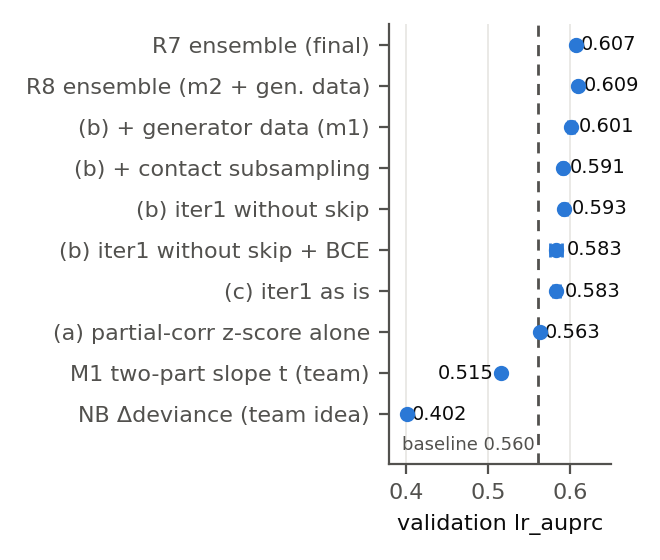 R7 ensemble (final) 0.607
R8 ensemble (m2 + gen. data) 0.609
(b) + generator data (m1) 0.601
(b) + contact subsampling 0.591
(b) iter1 without skip 0.593
(b) iter1 without skip + BCE 0.583
(c) iter1 as is 0.583
(a) partial-corr z-score alone 0.563
M1 two-part slope t (team) 0.515
NB Δdeviance (team idea) 0.402
baseline 0.560
0.4 0.5 0.6
validation lr_auprc